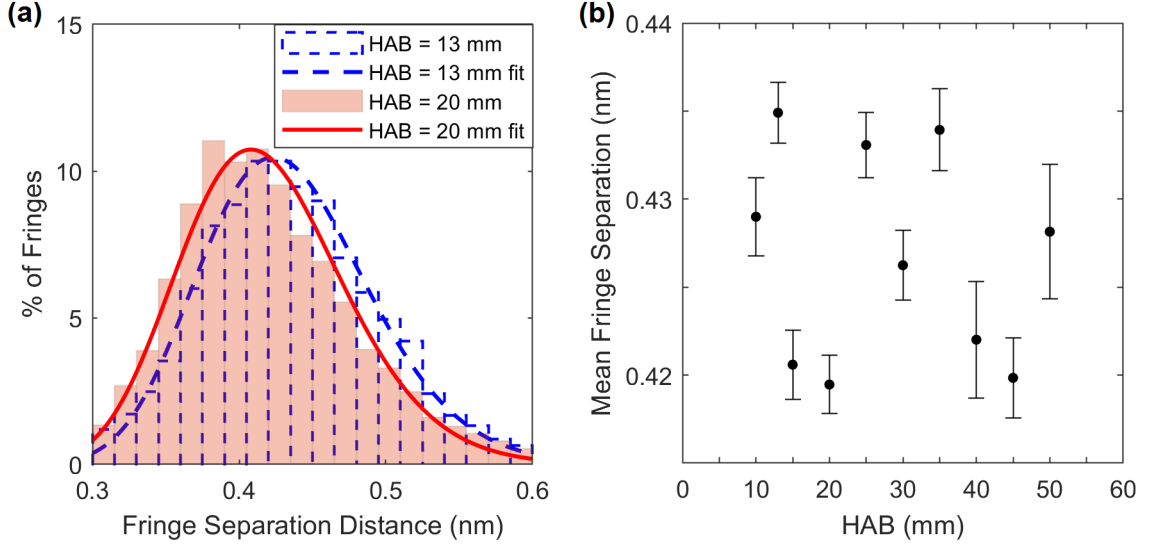 (a)
15
10
5
0
% of Fringes
0.3
0.4
0.5
0.6
Fringe Separation Distance (nm)
HAB = 13 mm
HAB = 13 mm fit
HAB = 20 mm
HAB = 20 mm fit
(b)
0.44
0.43
0.42
Mean Fringe Separation (nm)
0
10
20
30
40
50
60
HAB (mm)